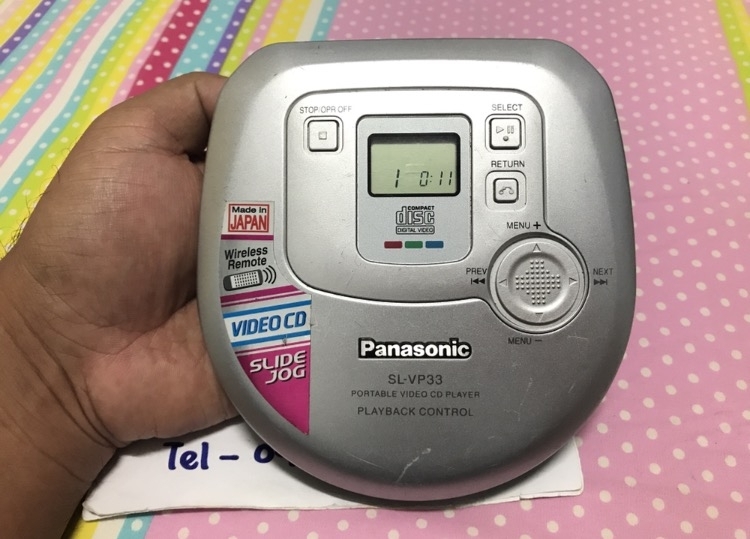 STOP/OPR OFF
SELECT
1 0:11
RETURN
COMPACT
disc
DIGITAL VIDEO
Made in
JAPAN
MENU +
Wireless
Remote
PREV
NEXT
VIDEO CD
MENU −
SLIDE
JOG
Panasonic
SL-VP33
PORTABLE VIDEO CD PLAYER
PLAYBACK CONTROL
Tel - 0